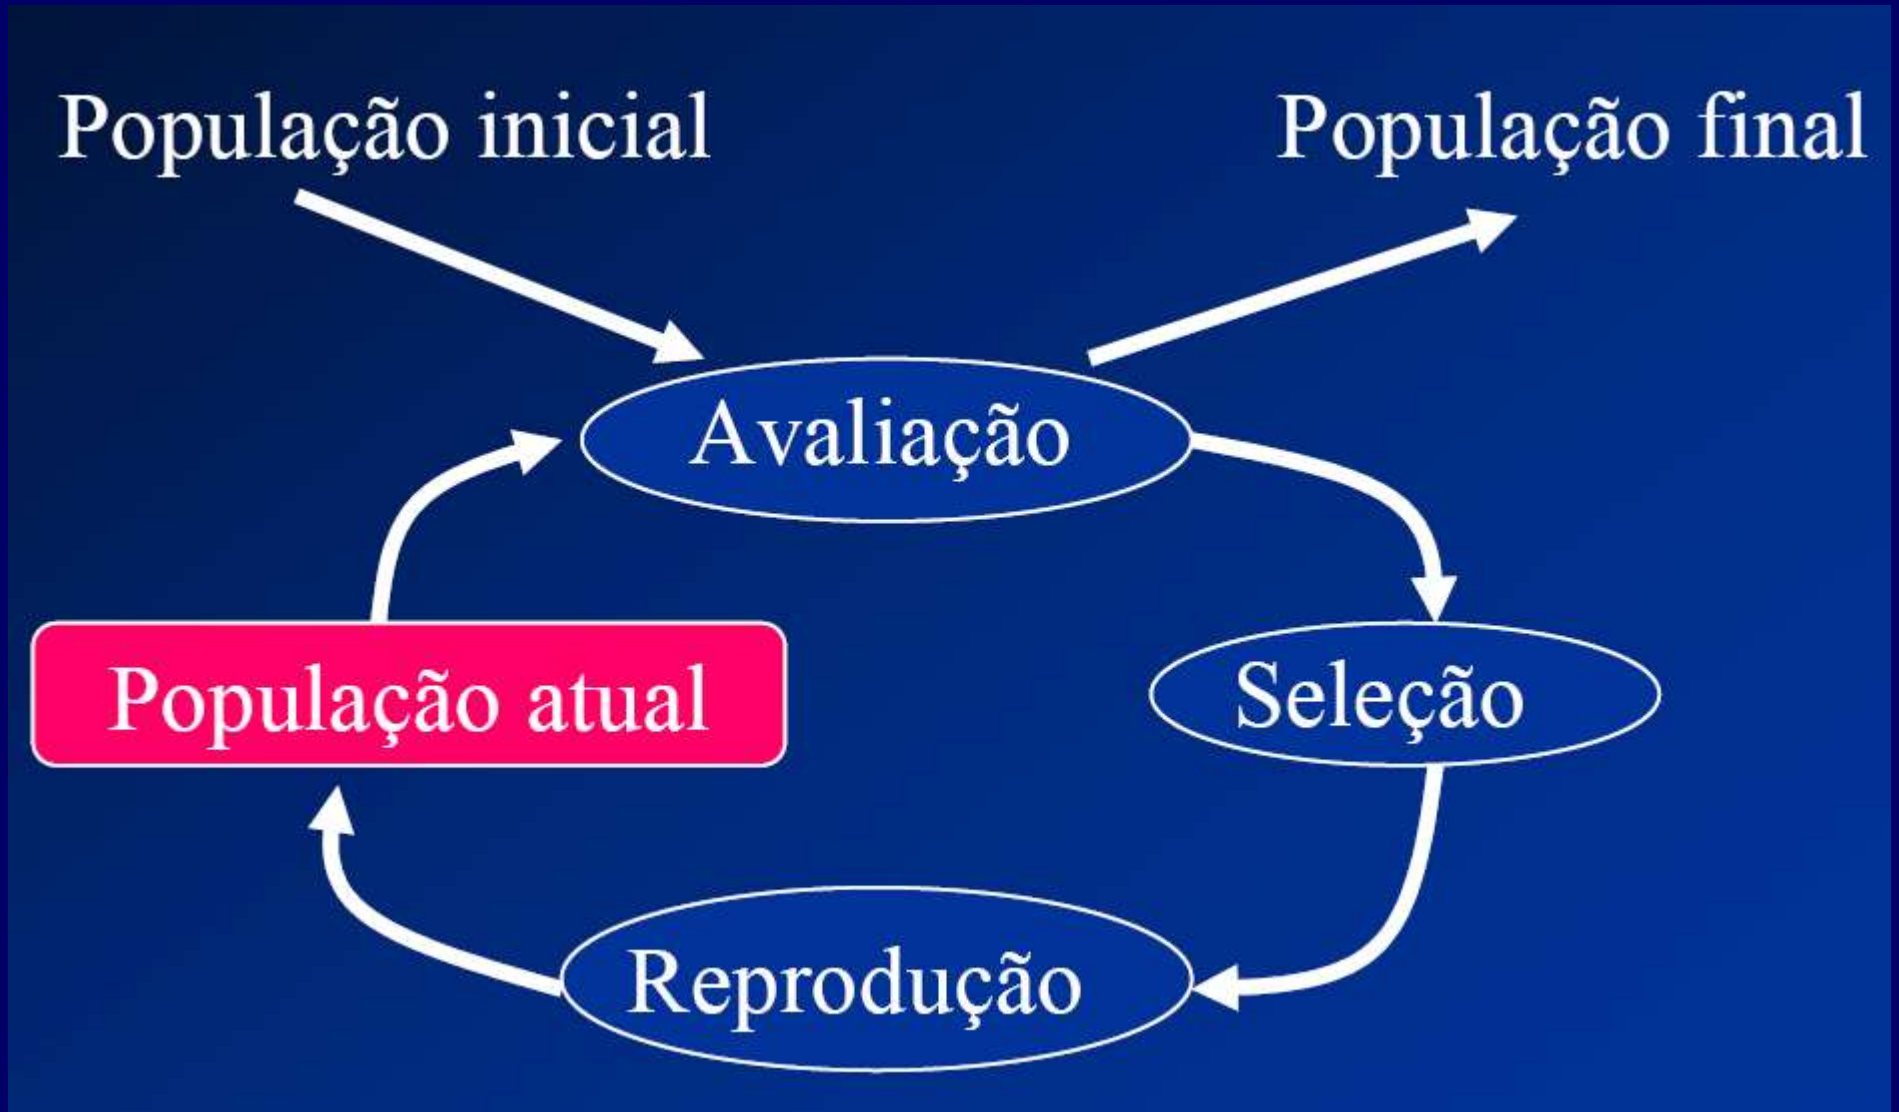 População inicial
População final
Avaliação
População atual
Seleção
Reprodução